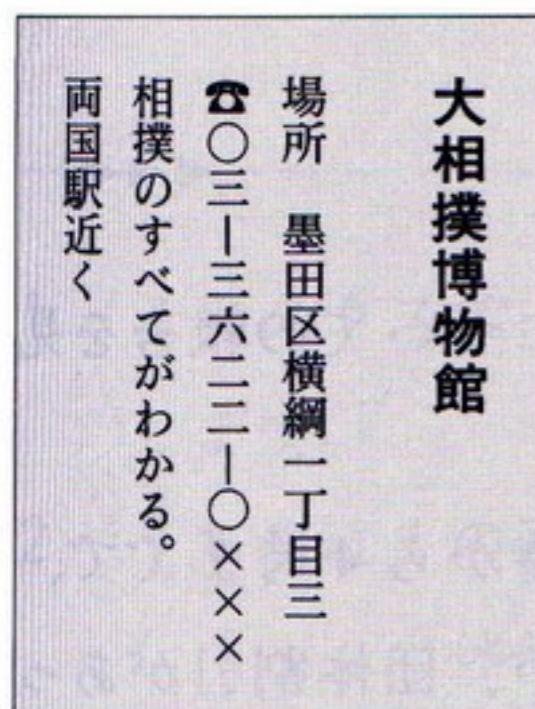 大相撲博物館
場所　墨田区横綱一丁目三
☎〇三ー三六二二ー〇×××
相撲のすべてがわかる。
両国駅近く